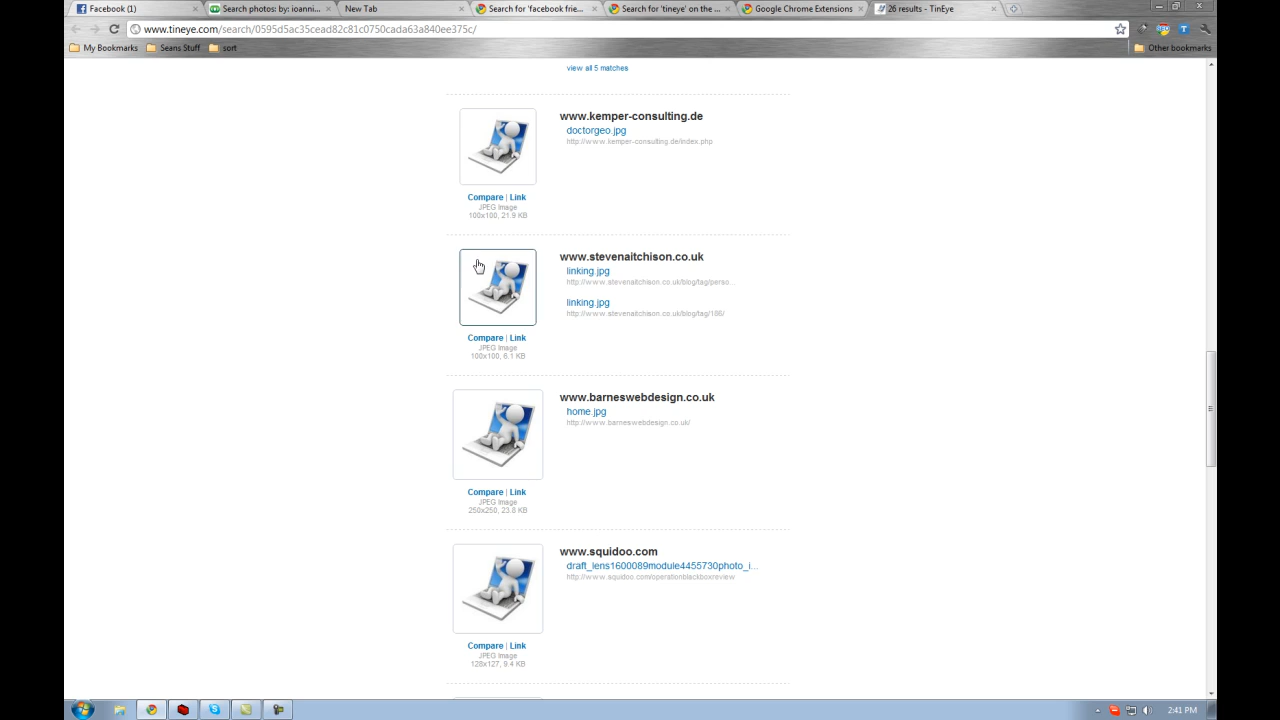 Facebook (1)
Search photos: by: ioanni...
New Tab
Search for 'facebook frie...
Search for 'tineye' on the ...
Google Chrome Extensions
26 results - TinEye
www.tineye.com/search/0595d5ac35cead82c81c0750cada63a840ee375c/
My Bookmarks
Seans Stuff
sort
Other bookmarks
view all 5 matches
www.kemper-consulting.de
doctorgeo.jpg
http://www.kemper-consulting.de/index.php
Compare | Link
JPEG Image
100x100, 21.9 KB
www.stevenaitchison.co.uk
linking.jpg
http://www.stevenaitchison.co.uk/blog/tag/perso...
linking.jpg
http://www.stevenaitchison.co.uk/blog/tag/186/
Compare | Link
JPEG Image
100x100, 6.1 KB
www.barneswebdesign.co.uk
home.jpg
http://www.barneswebdesign.co.uk/
Compare | Link
JPEG Image
250x250, 23.8 KB
www.squidoo.com
draft_lens1600089module4455730photo_i...
http://www.squidoo.com/operationblackboxreview
Compare | Link
JPEG Image
128x127, 9.4 KB
2:41 PM